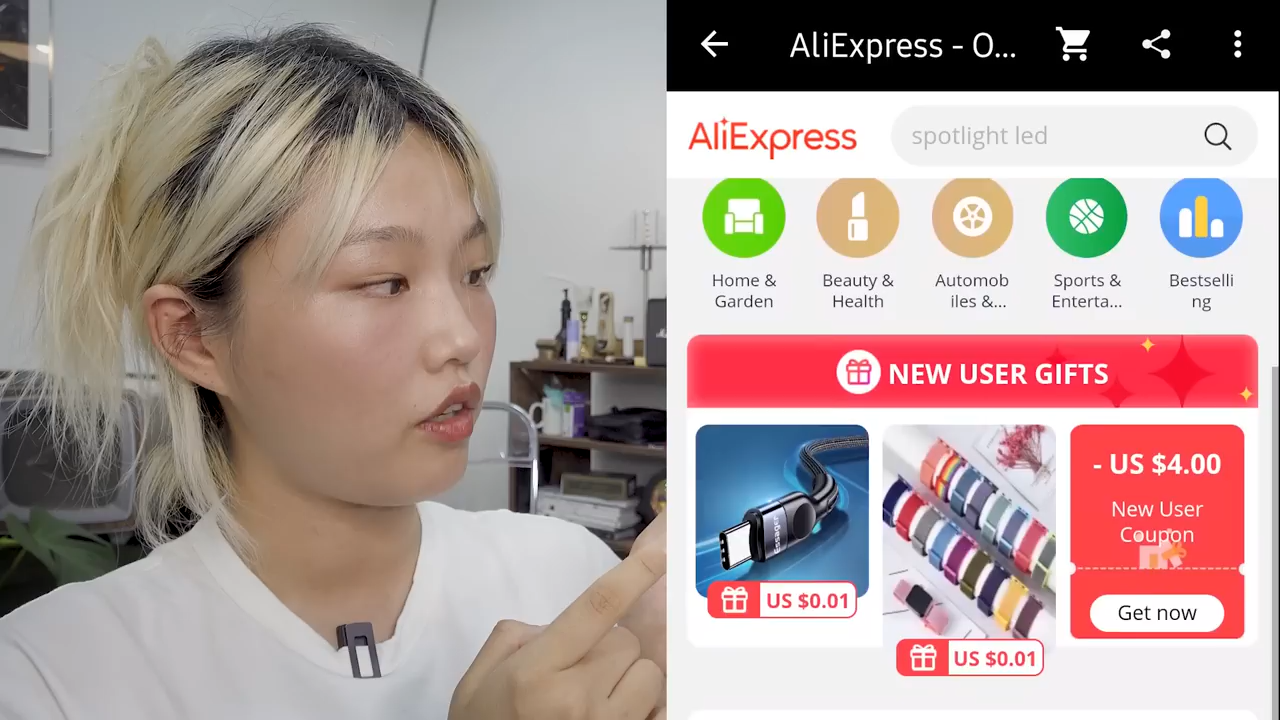 AliExpress - O...
AliExpress
spotlight led
Home &
Garden
Beauty &
Health
Automob
iles &...
Sports &
Enterta...
Bestselli
ng
NEW USER GIFTS
Essager
US $0.01
US $0.01
- US $4.00
New User
Coupon
Get now